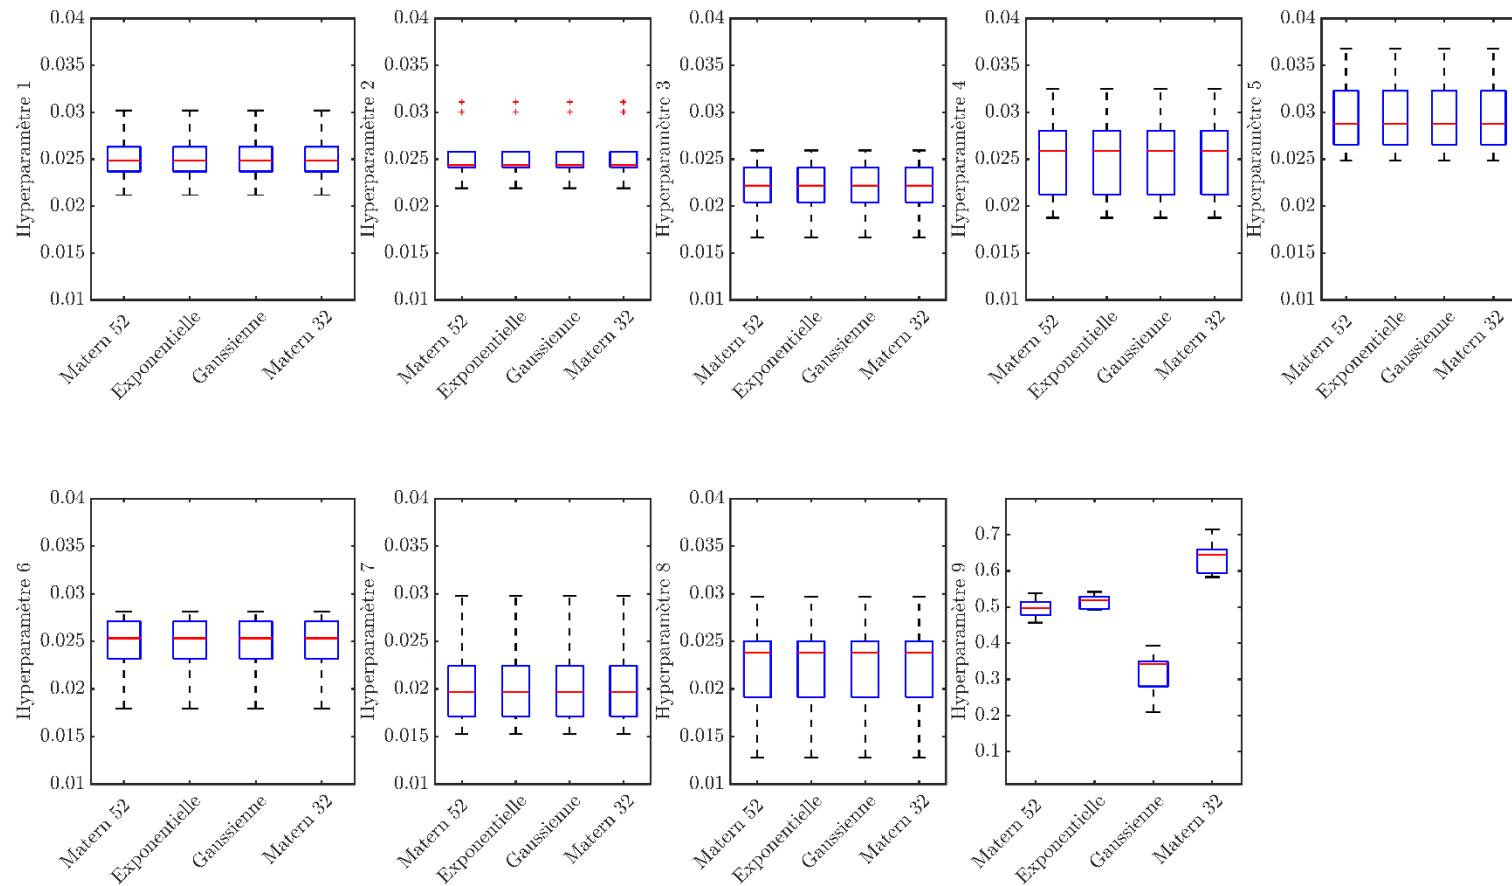 Hyperparamètre 1
0.04
0.035
0.03
0.025
0.02
0.015
0.01
Matern 52
Exponentielle
Gaussienne
Matern 32
Hyperparamètre 2
0.04
0.035
0.03
0.025
0.02
0.015
0.01
Matern 52
Exponentielle
Gaussienne
Matern 32
Hyperparamètre 3
0.04
0.035
0.03
0.025
0.02
0.015
0.01
Matern 52
Exponentielle
Gaussienne
Matern 32
Hyperparamètre 4
0.04
0.035
0.03
0.025
0.02
0.015
0.01
Matern 52
Exponentielle
Gaussienne
Matern 32
Hyperparamètre 5
0.04
0.035
0.03
0.025
0.02
0.015
0.01
Matern 52
Exponentielle
Gaussienne
Matern 32
Hyperparamètre 6
0.04
0.035
0.03
0.025
0.02
0.015
0.01
Matern 52
Exponentielle
Gaussienne
Matern 32
Hyperparamètre 7
0.04
0.035
0.03
0.025
0.02
0.015
0.01
Matern 52
Exponentielle
Gaussienne
Matern 32
Hyperparamètre 8
0.04
0.035
0.03
0.025
0.02
0.015
0.01
Matern 52
Exponentielle
Gaussienne
Matern 32
Hyperparamètre 9
0.7
0.6
0.5
0.4
0.3
0.2
0.1
Matern 52
Exponentielle
Gaussienne
Matern 32